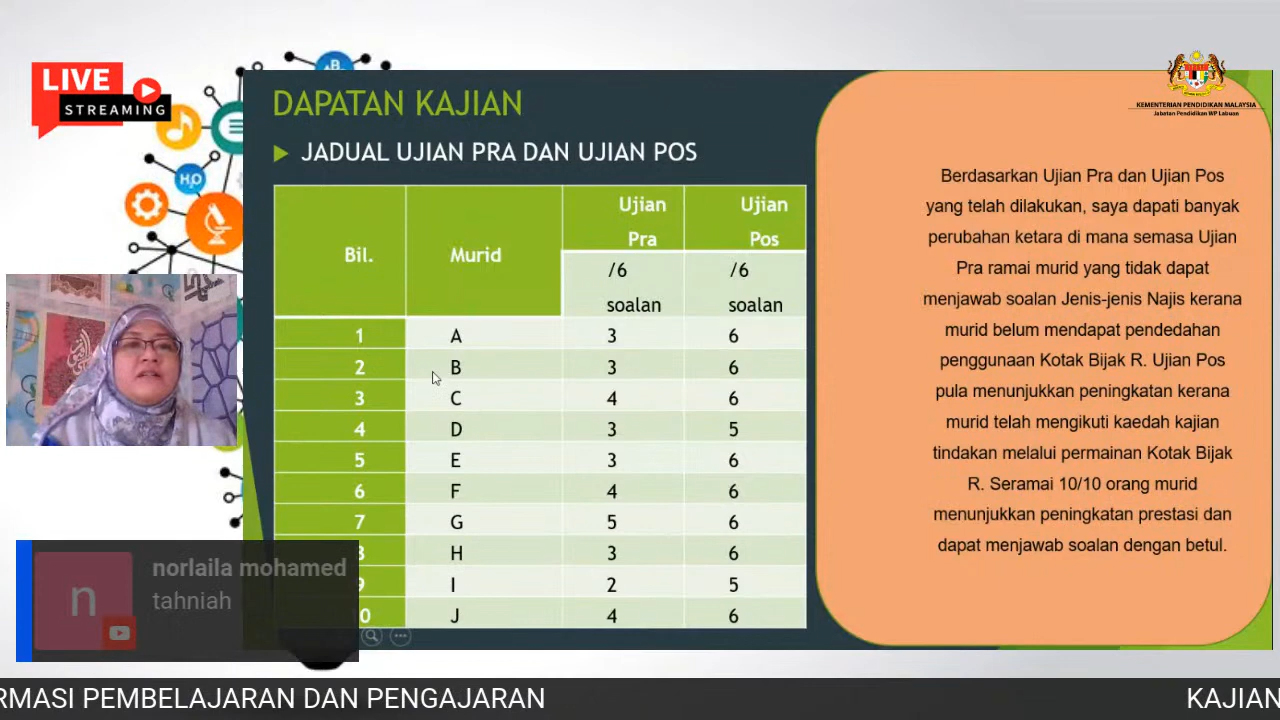 LIVE
STREAMING
B
H₂O
KEMENTERIAN PENDIDIKAN MALAYSIA
Jabatan Pendidikan WP Labuan
DAPATAN KAJIAN
JADUAL UJIAN PRA DAN UJIAN POS
Bil. Murid Ujian Pra Ujian Pos
/6 soalan /6 soalan
1 A 3 6
2 B 3 6
3 C 4 6
4 D 3 5
5 E 3 6
6 F 4 6
7 G 5 6
8 H 3 6
9 I 2 5
0 J 4 6
Berdasarkan Ujian Pra dan Ujian Pos
yang telah dilakukan, saya dapati banyak
perubahan ketara di mana semasa Ujian
Pra ramai murid yang tidak dapat
menjawab soalan Jenis-jenis Najis kerana
murid belum mendapat pendedahan
penggunaan Kotak Bijak R. Ujian Pos
pula menunjukkan peningkatan kerana
murid telah mengikuti kaedah kajian
tindakan melalui permainan Kotak Bijak
R. Seramai 10/10 orang murid
menunjukkan peningkatan prestasi dan
dapat menjawab soalan dengan betul.
n
norlaila mohamed
tahniah
RMASI PEMBELAJARAN DAN PENGAJARAN
KAJIAN